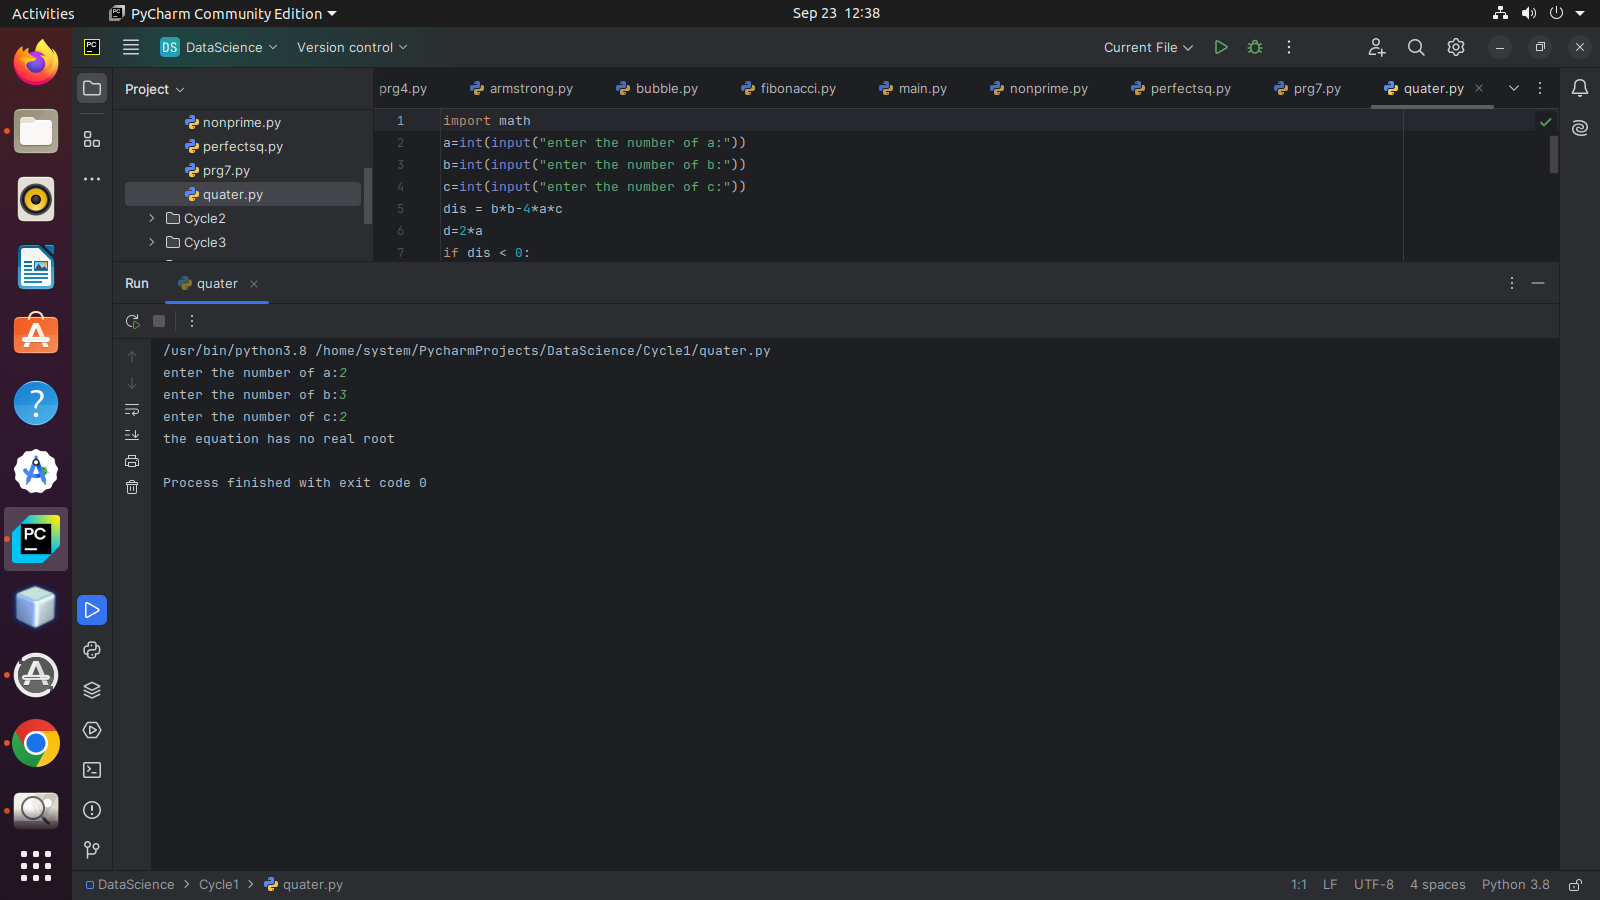 Activities PyCharm Community Edition Sep 23 12:38
PC DS DataScience Version control Current File
Project
prg4.py armstrong.py bubble.py fibonacci.py main.py nonprime.py perfectsq.py prg7.py quater.py
nonprime.py
perfectsq.py
prg7.py
quater.py
Cycle2
Cycle3
1 import math
2 a=int(input("enter the number of a:"))
3 b=int(input("enter the number of b:"))
4 c=int(input("enter the number of c:"))
5 dis = b*b-4*a*c
6 d=2*a
7 if dis < 0:
Run quater
/usr/bin/python3.8 /home/system/PycharmProjects/DataScience/Cycle1/quater.py
enter the number of a:2
enter the number of b:3
enter the number of c:2
the equation has no real root
Process finished with exit code 0
PC
DataScience > Cycle1 > quater.py 1:1 LF UTF-8 4 spaces Python 3.8